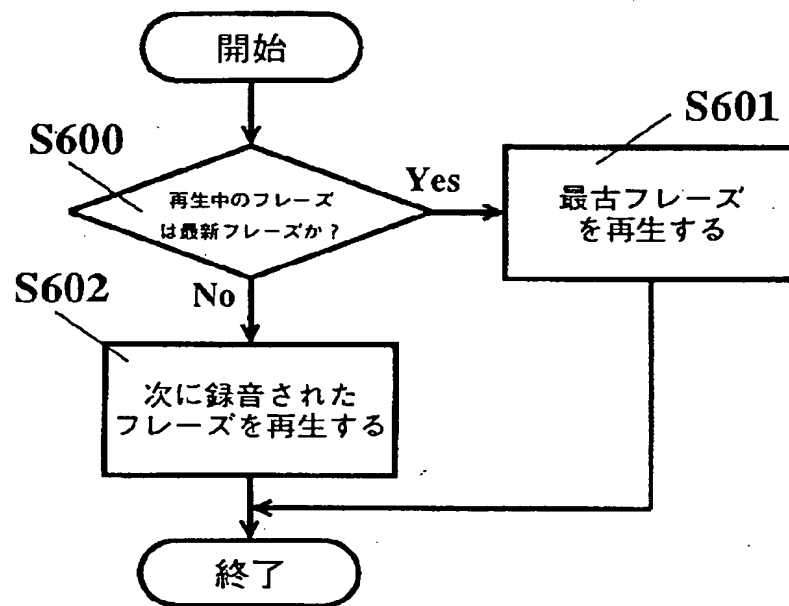 開始
S600
再生中のフレーズ
は最新フレーズか？
Yes
S601
最古フレーズ
を再生する
No
S602
次に録音された
フレーズを再生する
終了